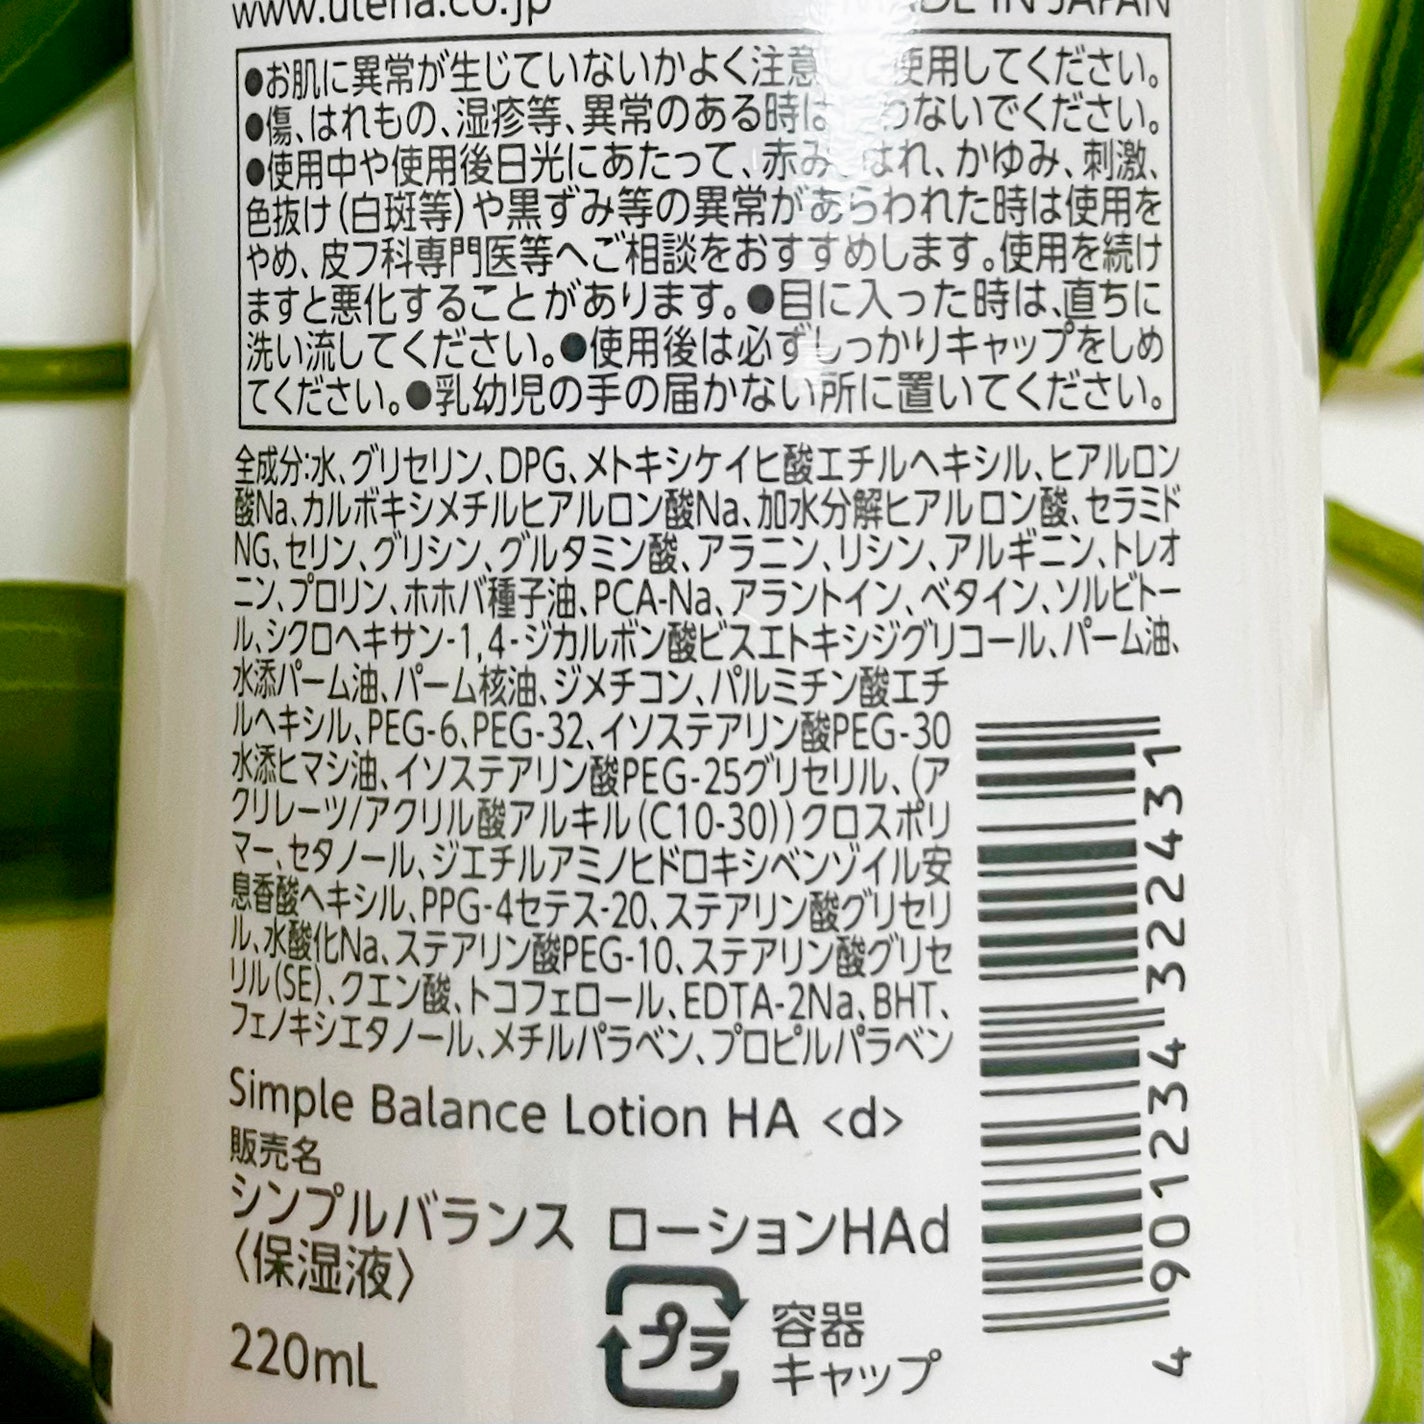 www.utena.co.jp MADE IN JAPAN
●お肌に異常が生じていないかよく注意して使用してください。
●傷、はれもの、湿疹等、異常のある時は使わないでください。
●使用中や使用後日光にあたって、赤み、はれ、かゆみ、刺激、
色抜け(白斑等)や黒ずみ等の異常があらわれた時は使用を
やめ、皮フ科専門医等へご相談をおすすめします。使用を続け
ますと悪化することがあります。●目に入った時は、直ちに
洗い流してください。●使用後は必ずしっかりキャップをしめ
てください。●乳幼児の手の届かない所に置いてください。
全成分:水、グリセリン、DPG、メトキシケイヒ酸エチルヘキシル、ヒアルロン
酸Na、カルボキシメチルヒアルロン酸Na、加水分解ヒアルロン酸、セラミド
NG、セリン、グリシン、グルタミン酸、アラニン、リシン、アルギニン、トレオ
ニン、プロリン、ホホバ種子油、PCA-Na、アラントイン、ベタイン、ソルビトー
ル、シクロヘキサン-1,4-ジカルボン酸ビスエトキシジグリコール、パーム油、
水添パーム油、パーム核油、ジメチコン、パルミチン酸エチ
ルヘキシル、PEG-6、PEG-32、イソステアリン酸PEG-30
水添ヒマシ油、イソステアリン酸PEG-25グリセリル、(ア
クリレーツ/アクリル酸アルキル(C10-30))クロスポリ
マー、セタノール、ジエチルアミノヒドロキシベンゾイル安
息香酸ヘキシル、PPG-4セテス-20、ステアリン酸グリセリ
ル、水酸化Na、ステアリン酸PEG-10、ステアリン酸グリセ
リル(SE)、クエン酸、トコフェロール、EDTA-2Na、BHT、
フェノキシエタノール、メチルパラベン、プロピルパラベン
Simple Balance Lotion HA <d>
販売名
シンプルバランス ローションHAd
〈保湿液〉
220mL
プラ
容器
キャップ
4 901234 322431